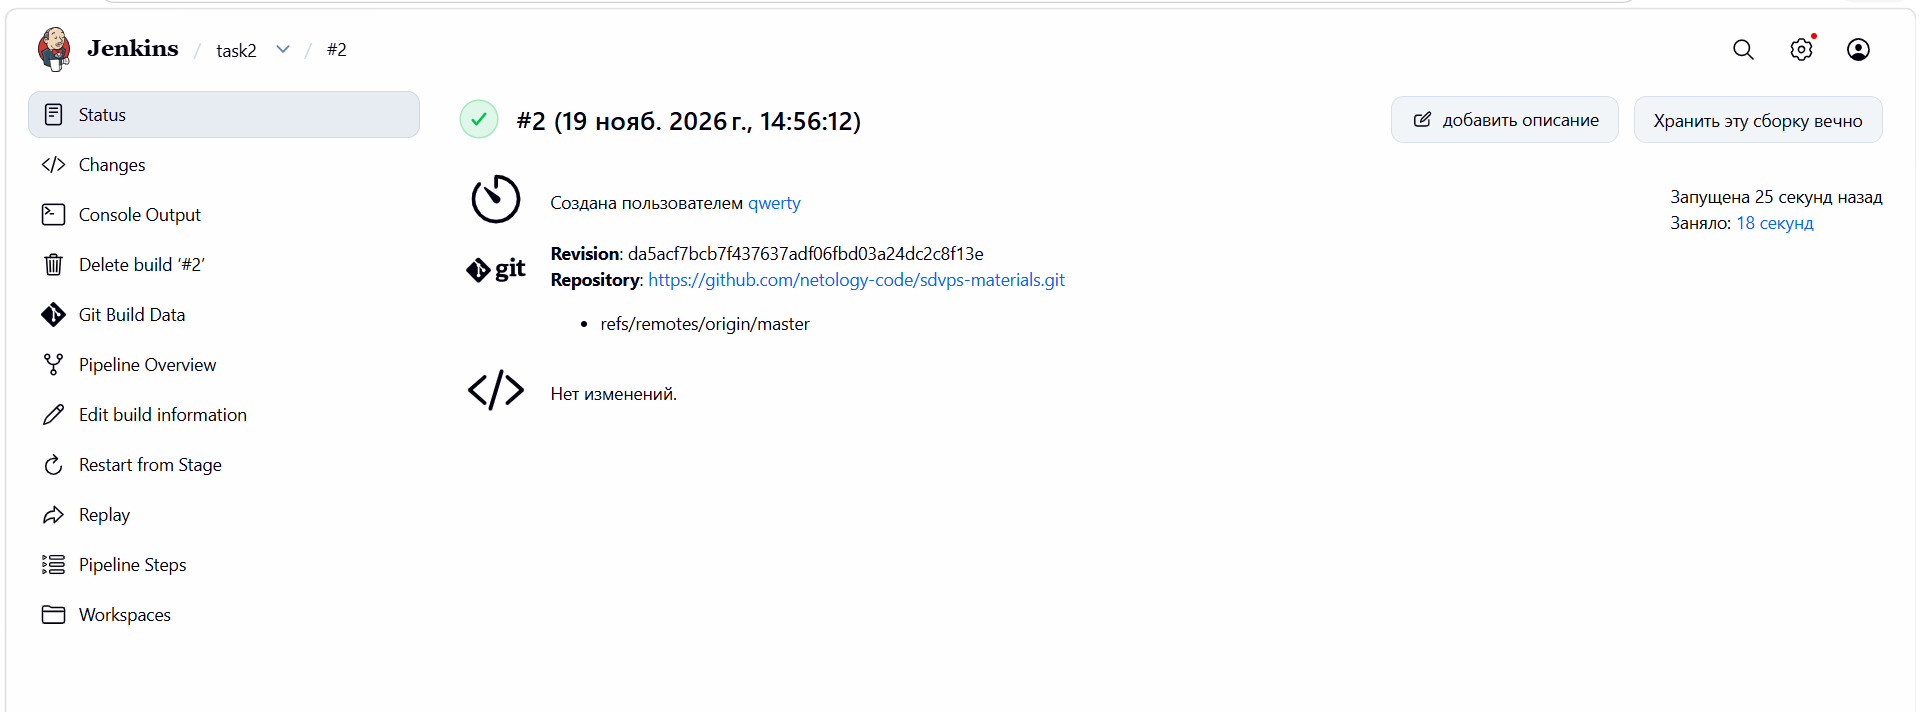 Jenkins / task2 / #2
Status
Changes
Console Output
Delete build ‘#2’
Git Build Data
Pipeline Overview
Edit build information
Restart from Stage
Replay
Pipeline Steps
Workspaces
#2 (19 нояб. 2026 г., 14:56:12)
добавить описание
Хранить эту сборку вечно
Создана пользователем qwerty
Запущена 25 секунд назад
Заняло: 18 секунд
git
Revision: da5acf7bcb7f437637adf06fbd03a24dc2c8f13e
Repository: https://github.com/netology-code/sdvps-materials.git
• refs/remotes/origin/master
Нет изменений.